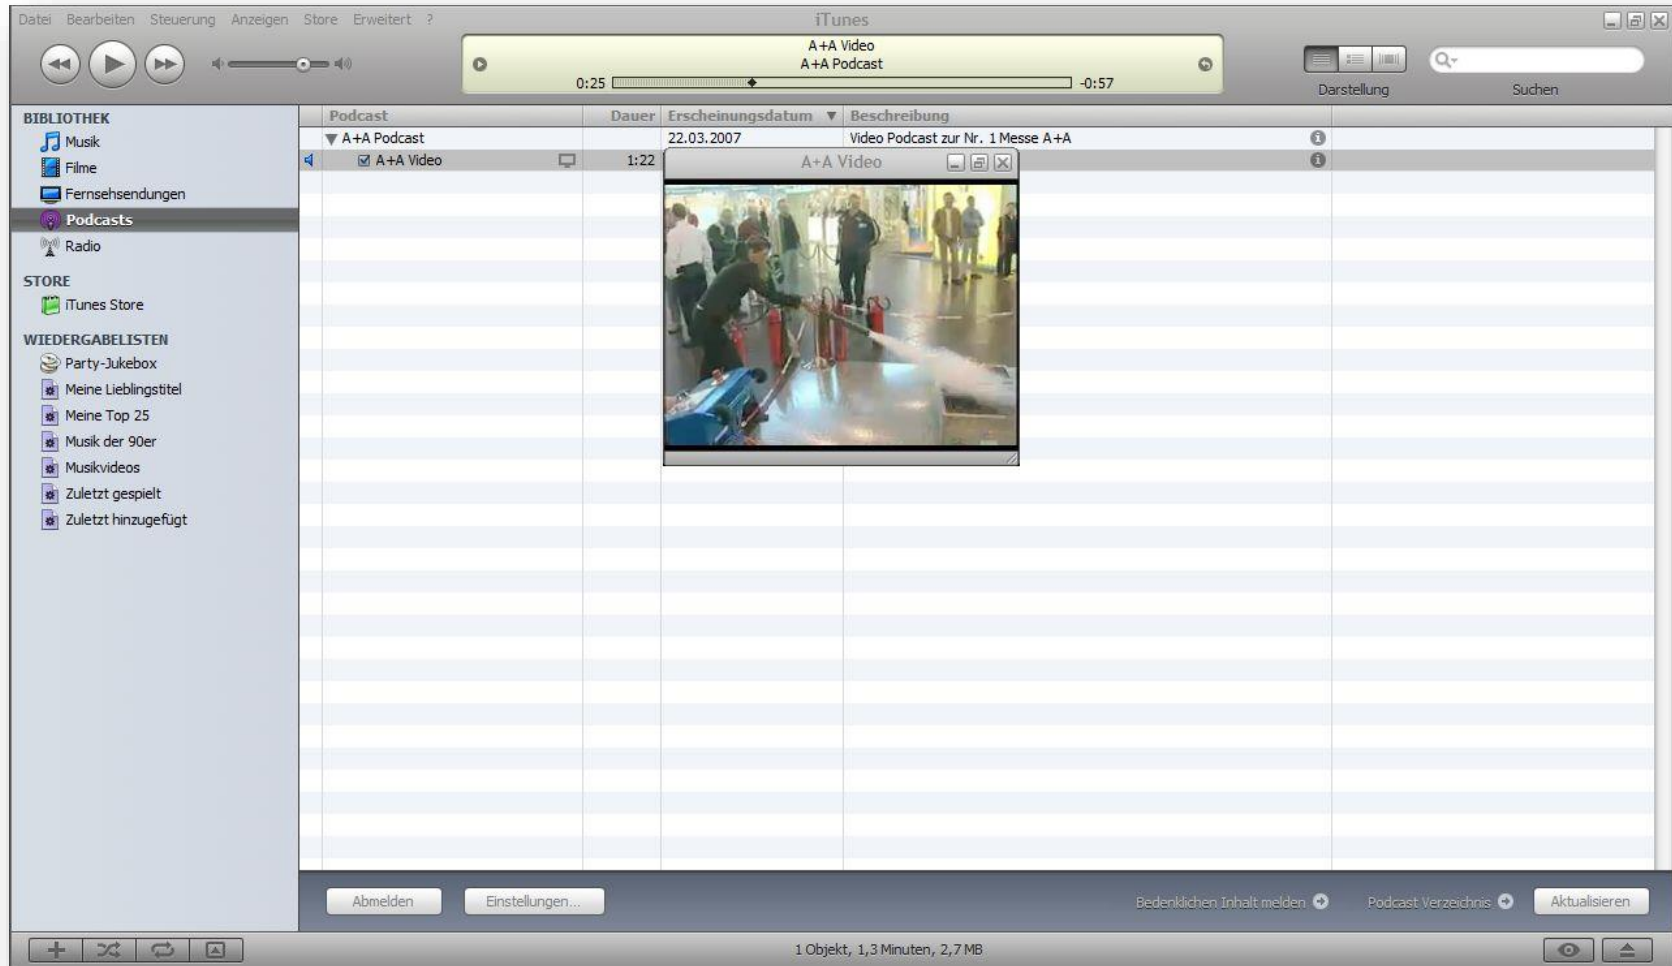 Datei Bearbeiten Steuerung Anzeigen Store Erweitert ?
iTunes
A+A Video
A+A Podcast
0:25 -0:57
Darstellung
Suchen
BIBLIOTHEK
Musik
Filme
Fernsehsendungen
Podcasts
Radio
STORE
iTunes Store
WIEDERGABELISTEN
Party-Jukebox
Meine Lieblingstitel
Meine Top 25
Musik der 90er
Musikvideos
Zuletzt gespielt
Zuletzt hinzugefügt
Podcast Dauer Erscheinungsdatum Beschreibung
A+A Podcast 22.03.2007 Video Podcast zur Nr. 1 Messe A+A
A+A Video 1:22
A+A Video
Abmelden Einstellungen... Bedenklichen Inhalt melden Podcast Verzeichnis Aktualisieren
1 Objekt, 1,3 Minuten, 2,7 MB